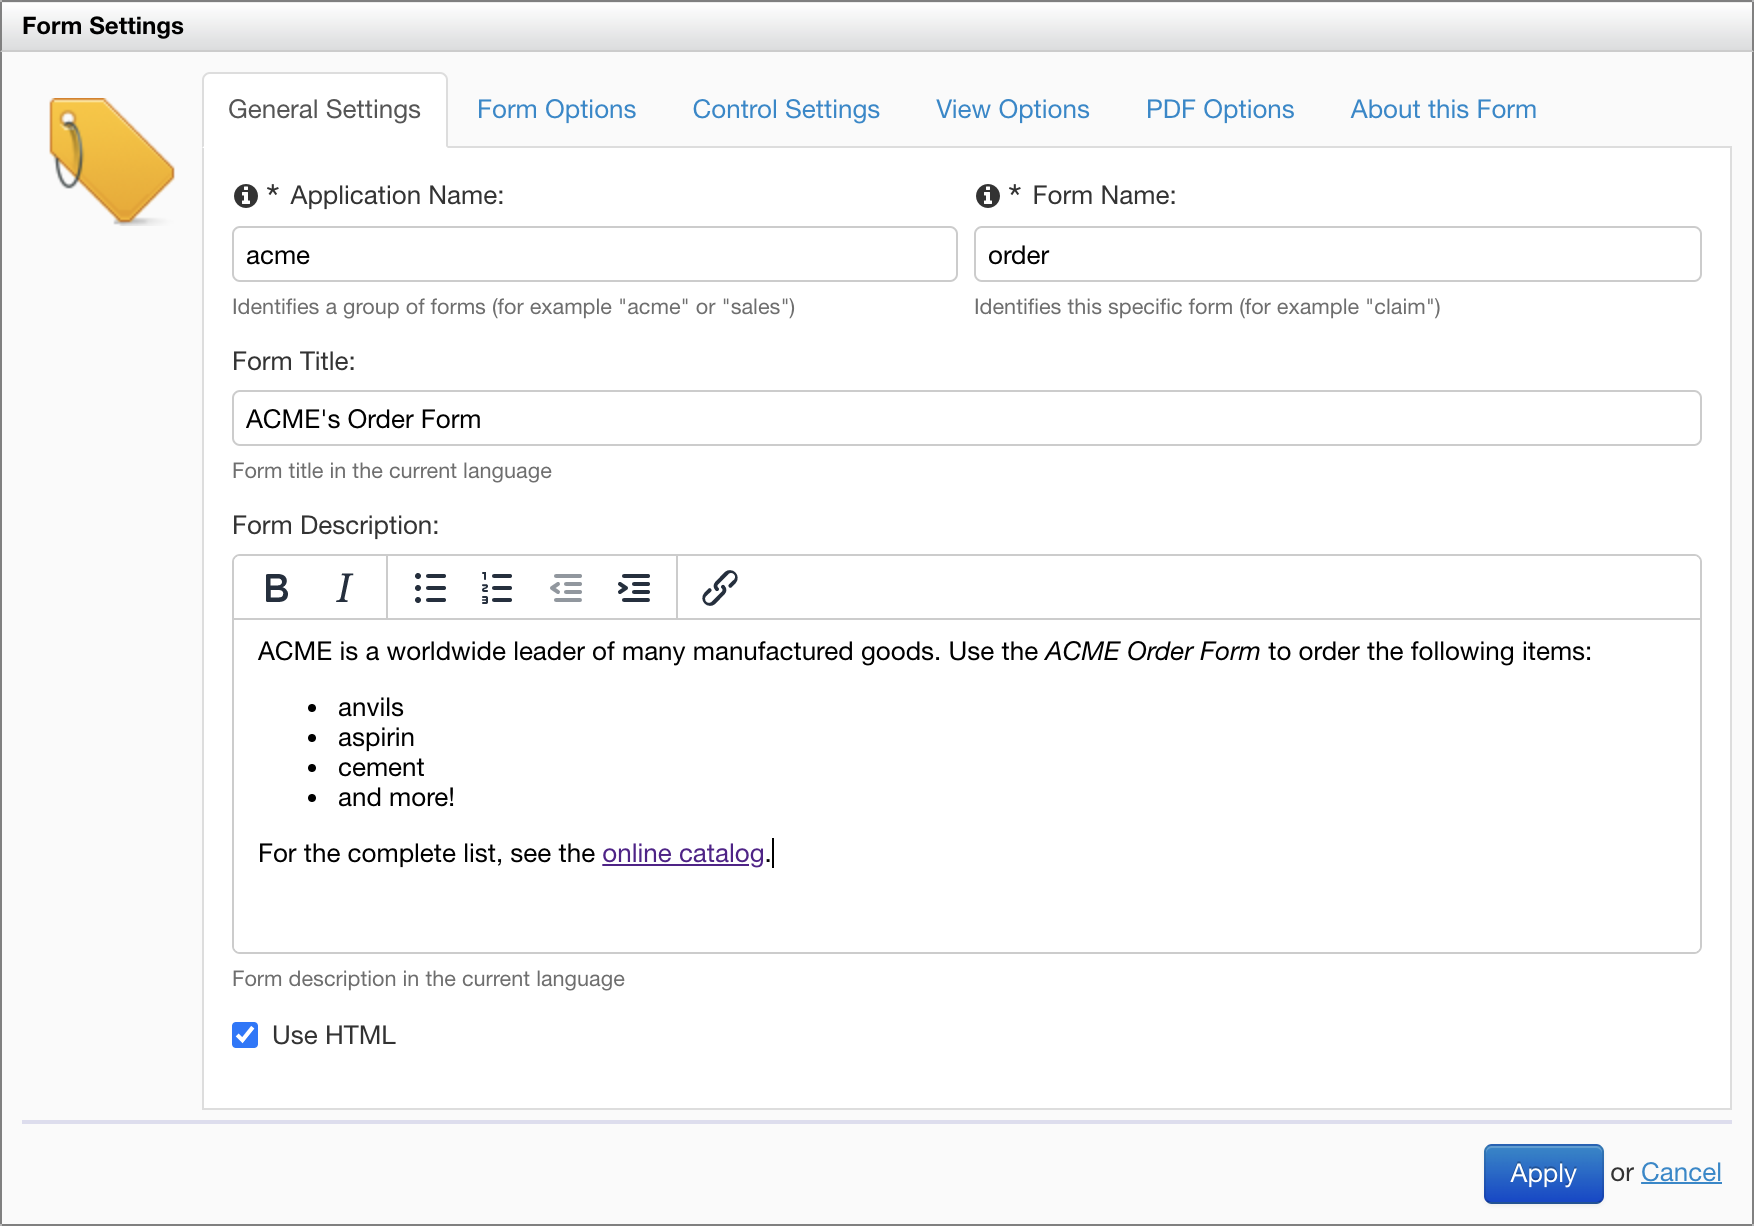 Form Settings
General Settings Form Options Control Settings View Options PDF Options About this Form
* Application Name: * Form Name:
acme order
Identifies a group of forms (for example "acme" or "sales") Identifies this specific form (for example "claim")
Form Title:
ACME's Order Form
Form title in the current language
Form Description:
B I
ACME is a worldwide leader of many manufactured goods. Use the ACME Order Form to order the following items:
• anvils
• aspirin
• cement
• and more!
For the complete list, see the online catalog.
Form description in the current language
Use HTML
Apply or Cancel